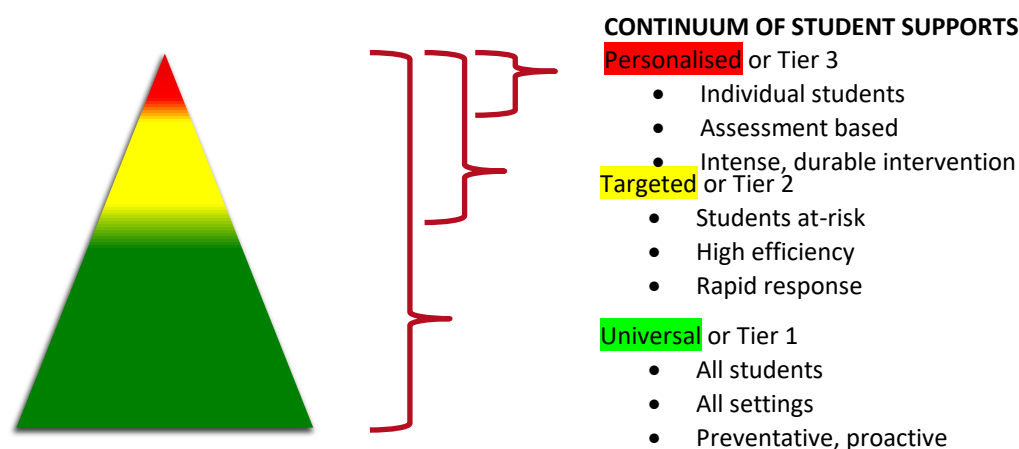 CONTINUUM OF STUDENT SUPPORTS
Personalised or Tier 3
• Individual students
• Assessment based
• Intense, durable intervention
Targeted or Tier 2
• Students at-risk
• High efficiency
• Rapid response
Universal or Tier 1
• All students
• All settings
• Preventative, proactive